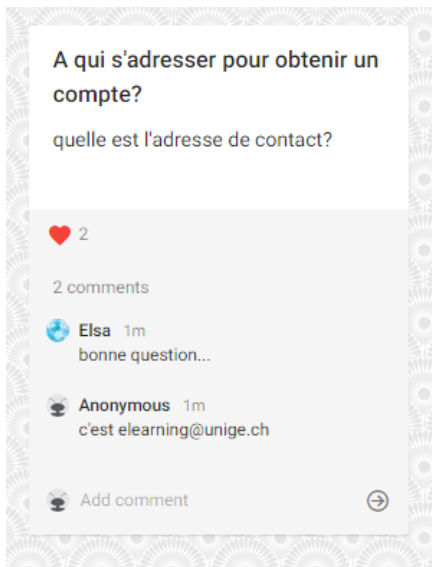 A qui s'adresser pour obtenir un
compte?
quelle est l'adresse de contact?
2
2 comments
Elsa 1m
bonne question...
Anonymous 1m
c'est elearning@unige.ch
Add comment